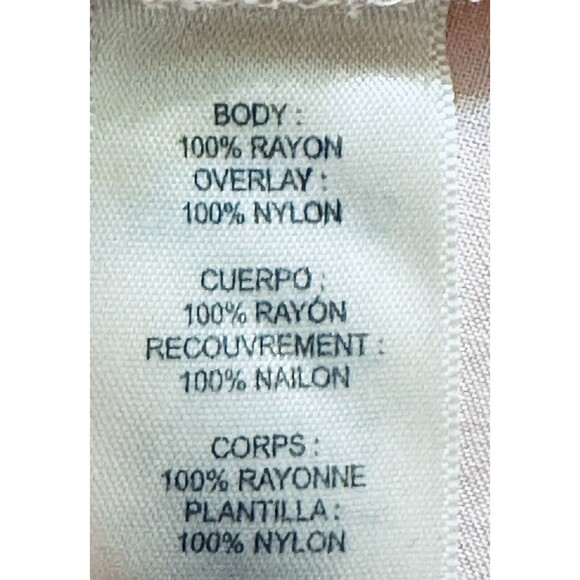 BODY :
100% RAYON
OVERLAY :
100% NYLON
CUERPO :
100% RAYÓN
RECOUVREMENT :
100% NAILON
CORPS :
100% RAYONNE
PLANTILLA :
100% NYLON